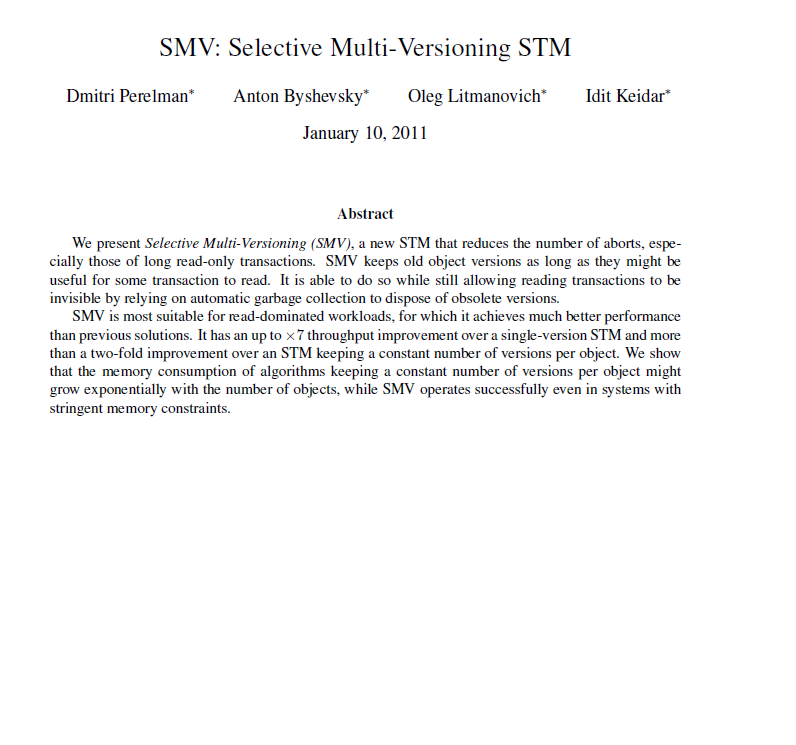 SMV: Selective Multi-Versioning STM
Dmitri Perelman* Anton Byshevsky* Oleg Litmanovich* Idit Keidar*
January 10, 2011
Abstract
We present Selective Multi-Versioning (SMV), a new STM that reduces the number of aborts, espe-
cially those of long read-only transactions. SMV keeps old object versions as long as they might be
useful for some transaction to read. It is able to do so while still allowing reading transactions to be
invisible by relying on automatic garbage collection to dispose of obsolete versions.
SMV is most suitable for read-dominated workloads, for which it achieves much better performance
than previous solutions. It has an up to ×7 throughput improvement over a single-version STM and more
than a two-fold improvement over an STM keeping a constant number of versions per object. We show
that the memory consumption of algorithms keeping a constant number of versions per object might
grow exponentially with the number of objects, while SMV operates successfully even in systems with
stringent memory constraints.